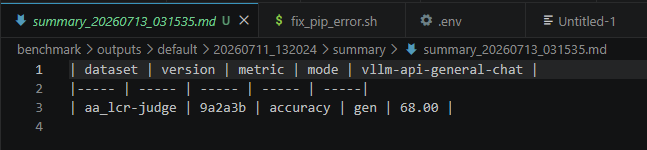 summary_20260713_031535.md U
fix_pip_error.sh
.env
Untitled-1
benchmark > outputs > default > 20260711_132024 > summary > summary_20260713_031535.md
1 | dataset | version | metric | mode | vllm-api-general-chat |
2 |----- | ----- | ----- | ----- | -----|
3 | aa_lcr-judge | 9a2a3b | accuracy | gen | 68.00 |
4